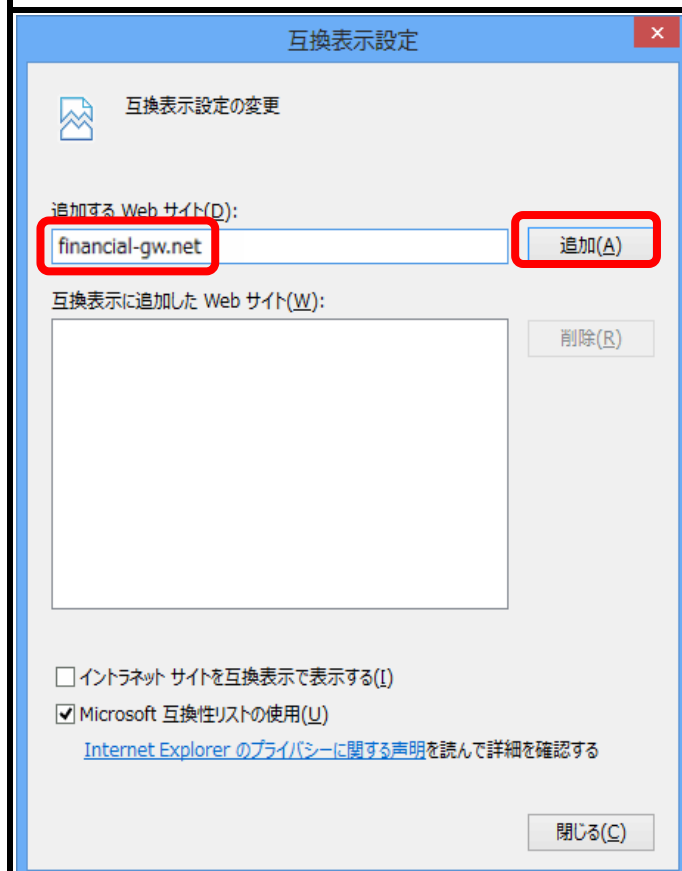 互換表示設定
互換表示設定の変更
追加する Web サイト(D):
financial-gw.net
追加(A)
互換表示に追加した Web サイト(W):
削除(R)
イントラネット サイトを互換表示で表示する(I)
Microsoft 互換性リストの使用(U)
Internet Explorer のプライバシーに関する声明を読んで詳細を確認する
閉じる(C)